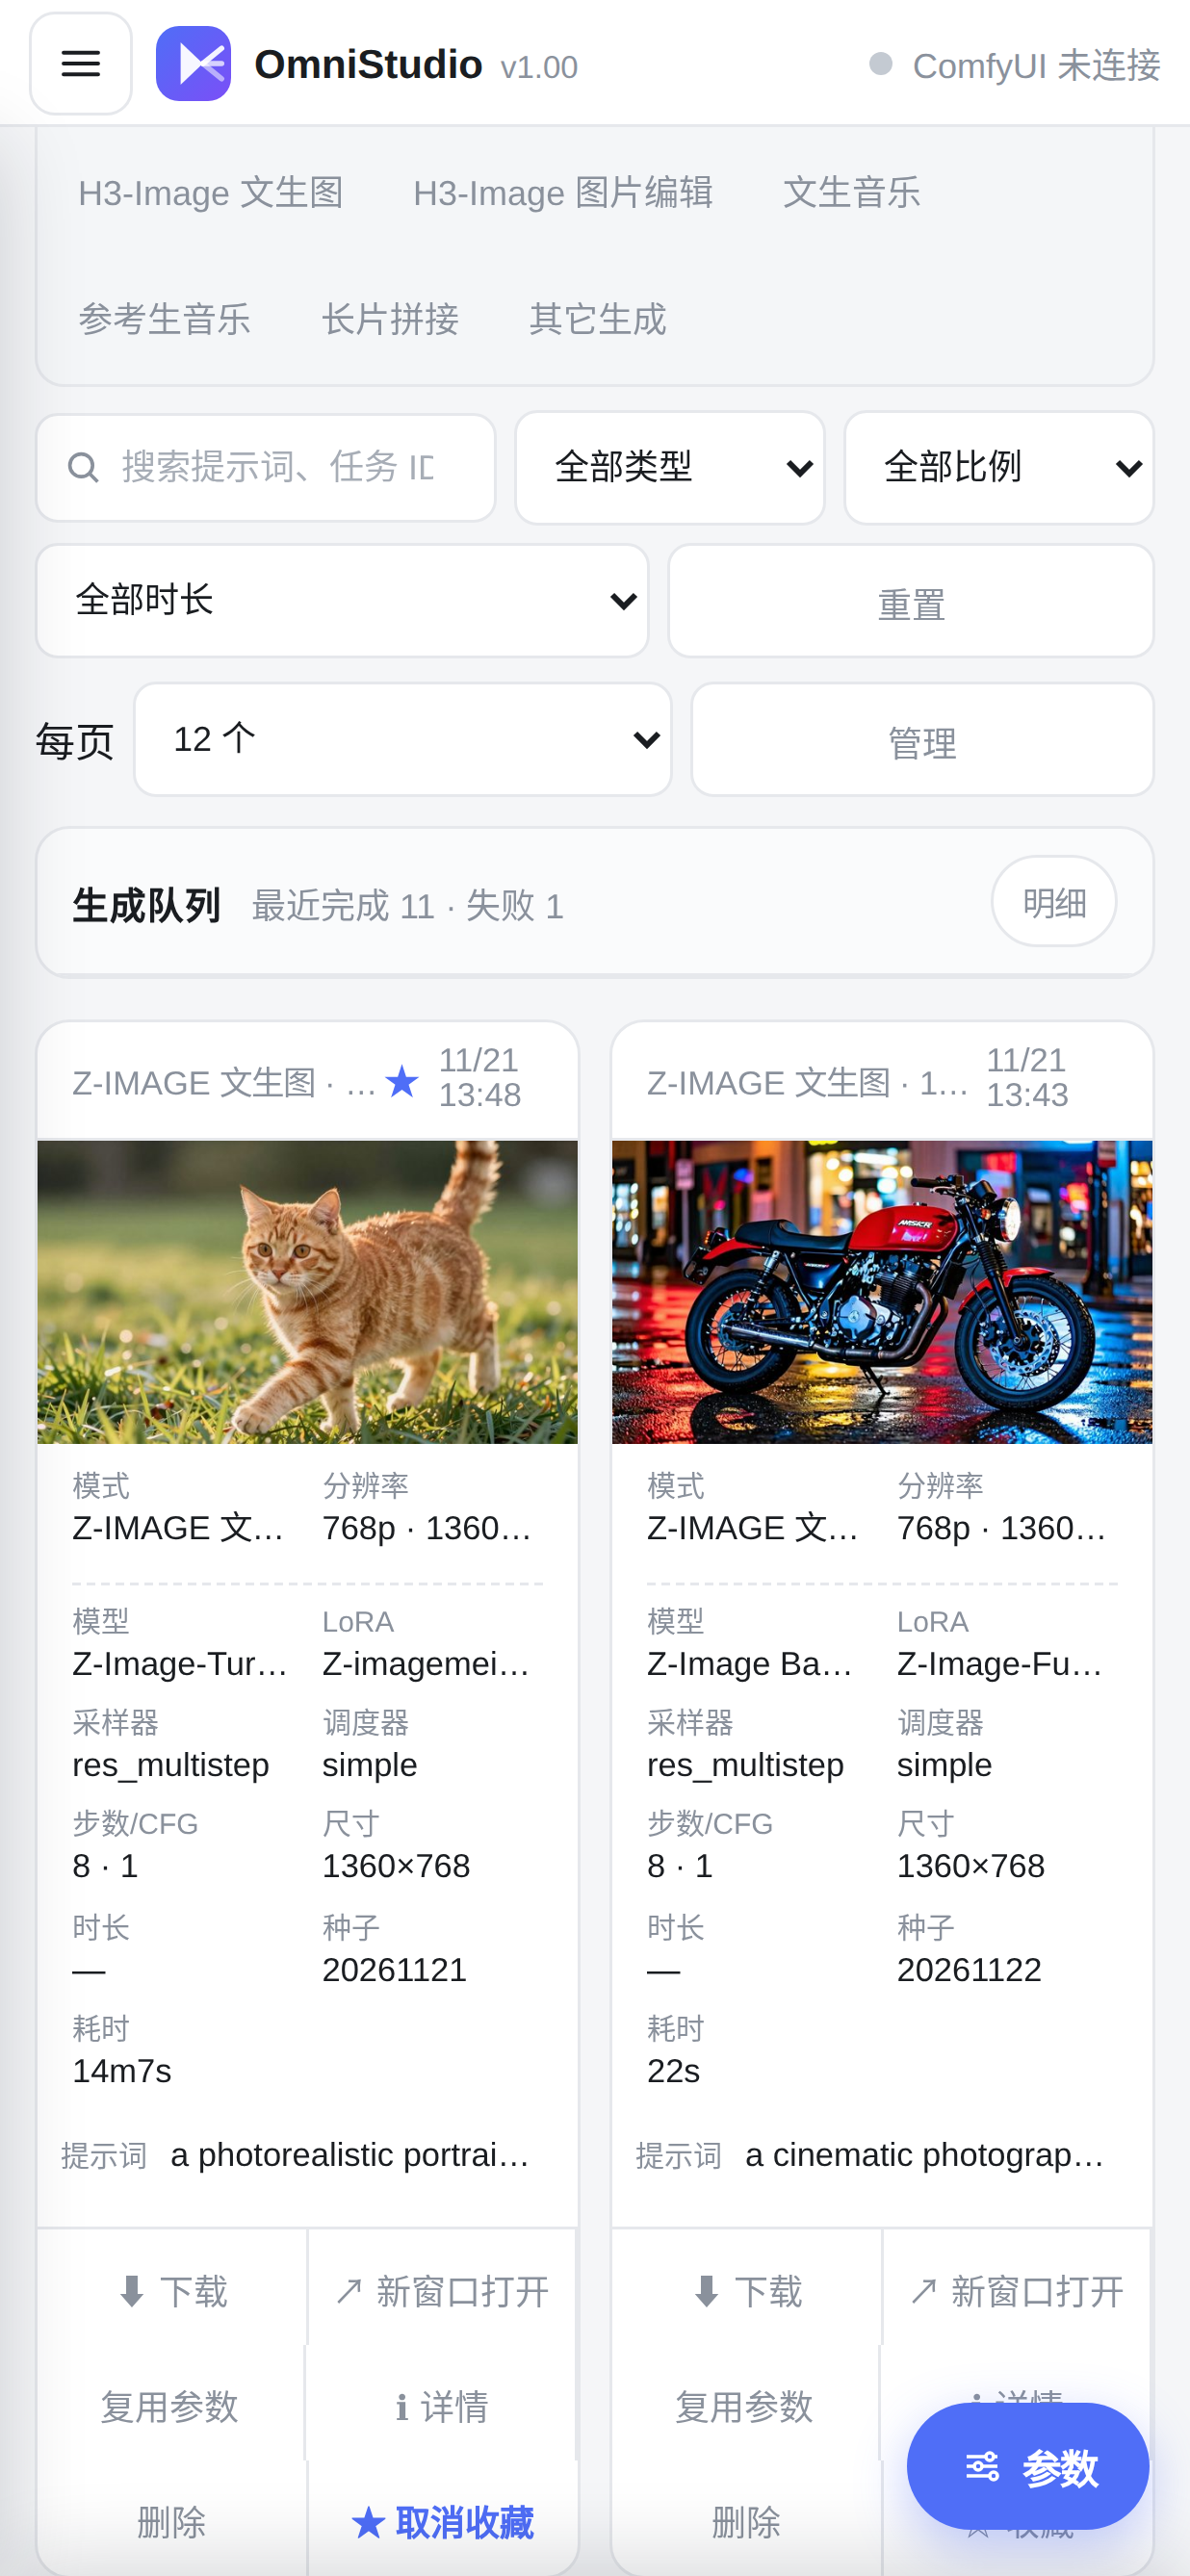 OmniStudio v1.00 ComfyUI 未连接
H3-Image 文生图 H3-Image 图片编辑 文生音乐
参考生音乐 长片拼接 其它生成
搜索提示词、任务 ID 全部类型 全部比例
全部时长 重置
每页 12 个 管理
生成队列 最近完成 11 · 失败 1 明细
Z-IMAGE 文生图 · … ★ 11/21 13:48
Z-IMAGE 文生图 · 1… 11/21 13:43
模式 分辨率
Z-IMAGE 文… 768p · 1360…
模型 LoRA
Z-Image-Tur… Z-imagemei…
采样器 调度器
res_multistep simple
步数/CFG 尺寸
8 · 1 1360×768
时长 种子
— 20261121
耗时
14m7s
提示词 a photorealistic portrai…
下载 ↗ 新窗口打开
复用参数 i 详情
删除 ★ 取消收藏
模式 分辨率
Z-IMAGE 文… 768p · 1360…
模型 LoRA
Z-Image Ba… Z-Image-Fu…
采样器 调度器
res_multistep simple
步数/CFG 尺寸
8 · 1 1360×768
时长 种子
— 20261122
耗时
22s
提示词 a cinematic photograp…
下载 ↗ 新窗口打开
复用参数 i 详情
删除 ☆ 收藏
参数